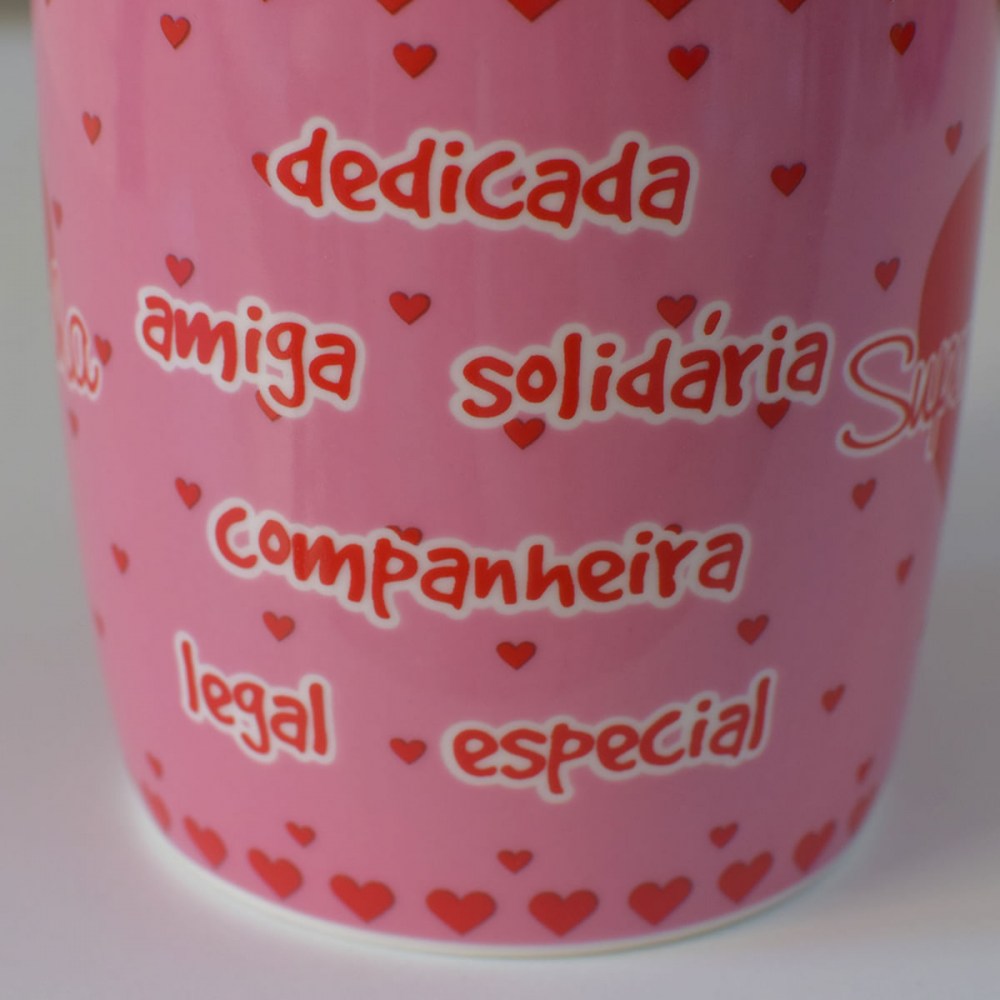 dedicada
amiga solidária
companheira
legal especial